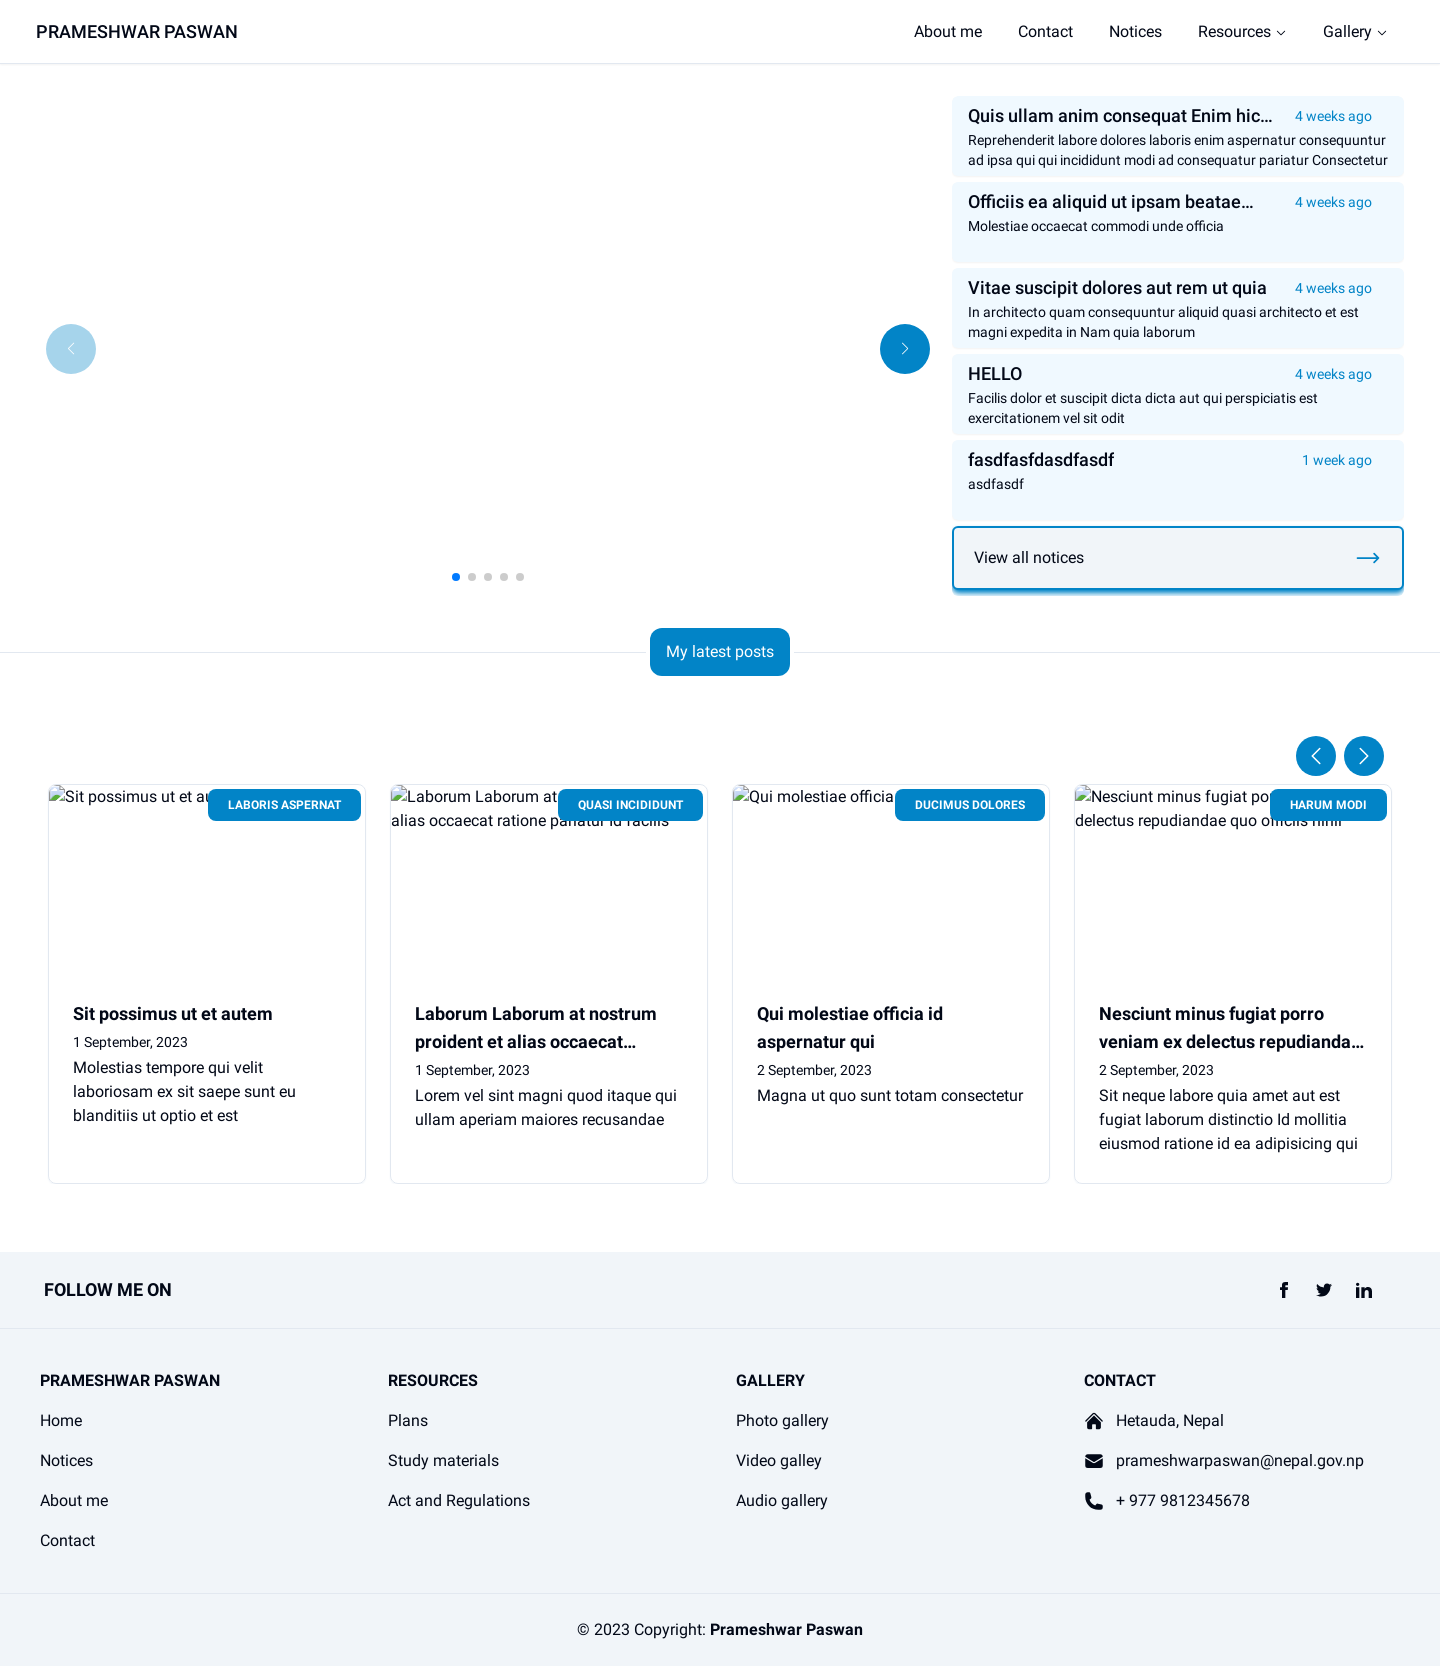 PRAMESHWAR PASWAN
About me
Contact
Notices
Resources
Gallery
Quis ullam anim consequat Enim hic...
4 weeks ago
Reprehenderit labore dolores laboris enim aspernatur consequuntur
ad ipsa qui qui incididunt modi ad consequatur pariatur Consectetur
Officiis ea aliquid ut ipsam beatae...
4 weeks ago
Molestiae occaecat commodi unde officia
Vitae suscipit dolores aut rem ut quia
4 weeks ago
In architecto quam consequuntur aliquid quasi architecto et est
magni expedita in Nam quia laborum
HELLO
4 weeks ago
Facilis dolor et suscipit dicta dicta aut qui perspiciatis est
exercitationem vel sit odit
fasdfasfdasdfasdf
1 week ago
asdfasdf
View all notices
My latest posts
Sit possimus ut et
LABORIS ASPERNAT
Laborum Laborum at
QUASI INCIDIDUNT
alias occaecat ratione pariatur id facilis
Qui molestiae officia
DUCIMUS DOLORES
Nesciunt minus fugiat
HARUM MODI
delectus repudiandae quo officiis nihil
Sit possimus ut et autem
1 September, 2023
Molestias tempore qui velit
laboriosam ex sit saepe sunt eu
blanditiis ut optio et est
Laborum Laborum at nostrum
proident et alias occaecat...
1 September, 2023
Lorem vel sint magni quod itaque qui
ullam aperiam maiores recusandae
Qui molestiae officia id
aspernatur qui
2 September, 2023
Magna ut quo sunt totam consectetur
Nesciunt minus fugiat porro
veniam ex delectus repudianda...
2 September, 2023
Sit neque labore quia amet aut est
fugiat laborum distinctio Id mollitia
eiusmod ratione id ea adipisicing qui
FOLLOW ME ON
PRAMESHWAR PASWAN
Home
Notices
About me
Contact
RESOURCES
Plans
Study materials
Act and Regulations
GALLERY
Photo gallery
Video galley
Audio gallery
CONTACT
Hetauda, Nepal
prameshwarpaswan@nepal.gov.np
+ 977 9812345678
© 2023 Copyright: Prameshwar Paswan